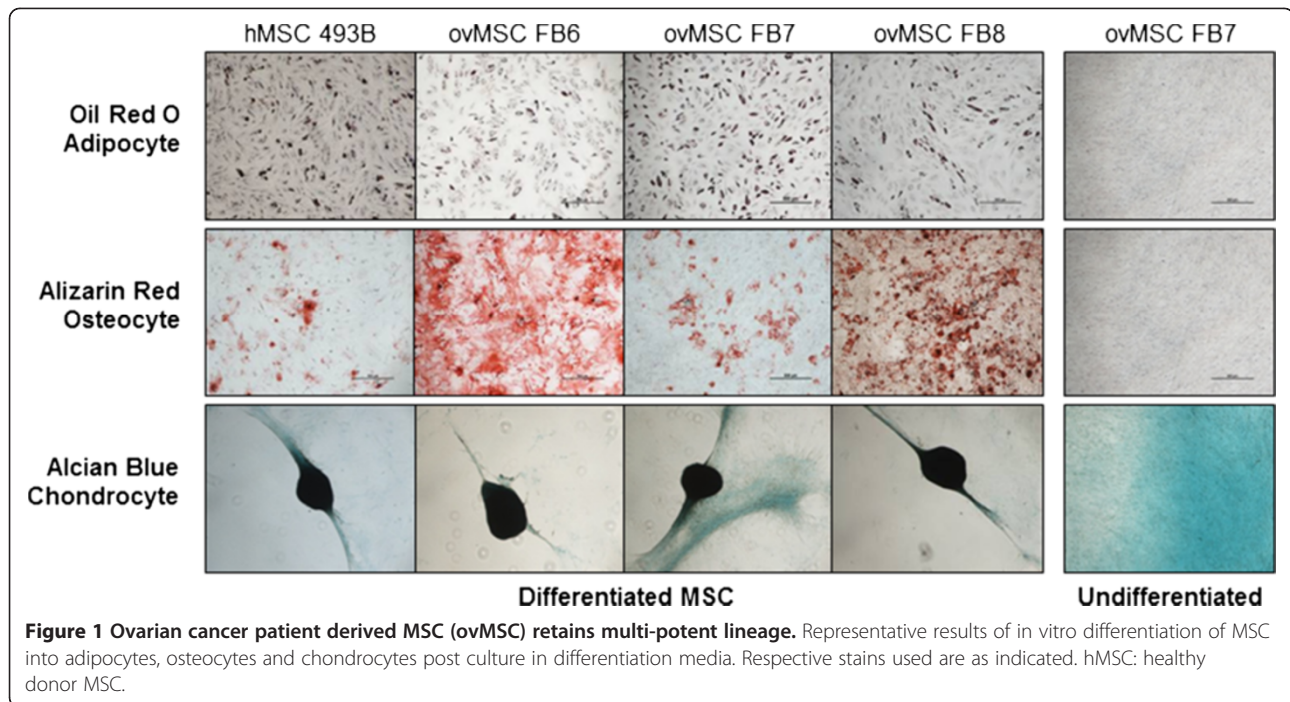 hMSC 493B ovMSC FB6 ovMSC FB7 ovMSC FB8 ovMSC FB7
Oil Red O
Adipocyte
Alizarin Red
Osteocyte
Alcian Blue
Chondrocyte
Differentiated MSC Undifferentiated
Figure 1 Ovarian cancer patient derived MSC (ovMSC) retains multi-potent lineage. Representative results of in vitro differentiation of MSC
into adipocytes, osteocytes and chondrocytes post culture in differentiation media. Respective stains used are as indicated. hMSC: healthy
donor MSC.